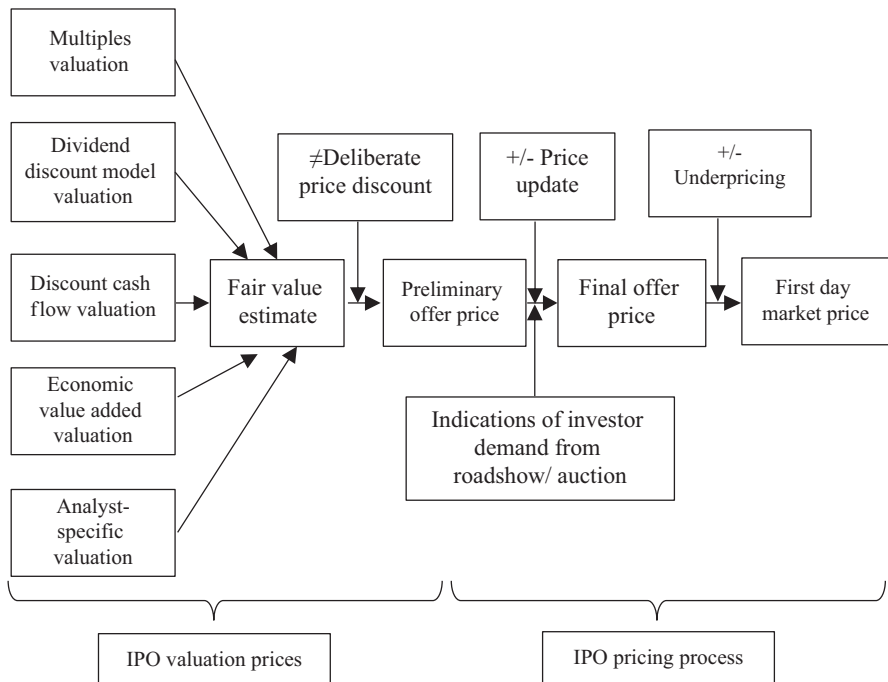 Multiples
valuation
Dividend
discount model
valuation
Discount cash
flow valuation
Economic
value added
valuation
Analyst-
specific
valuation
Fair value
estimate
≠Deliberate
price discount
Preliminary
offer price
+/- Price
update
Indications of investor
demand from
roadshow/ auction
Final offer
price
+/-
Underpricing
First day
market price
IPO valuation prices
IPO pricing process